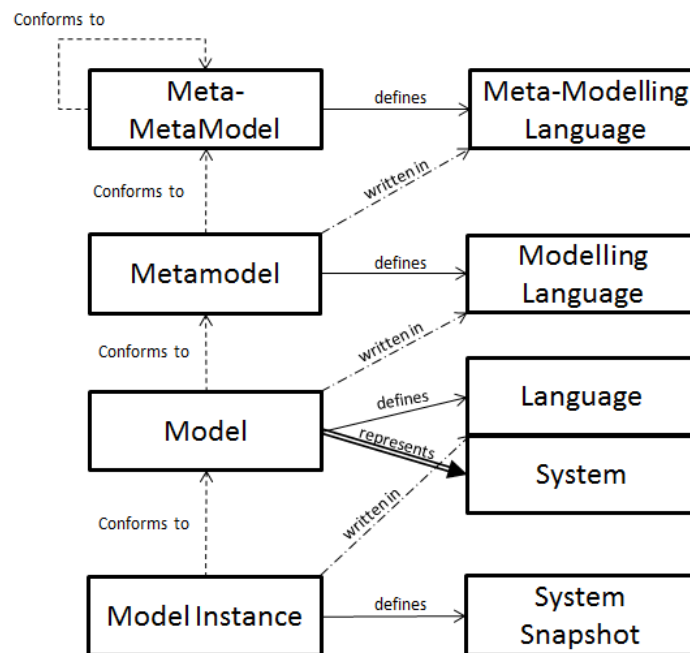 Conforms to
Meta-
MetaModel
defines
Meta-Modelling
Language
Conforms to
written in
Metamodel
defines
Modelling
Language
Conforms to
written in
Model
defines
Language
represents
System
Conforms to
written in
Model Instance
defines
System
Snapshot